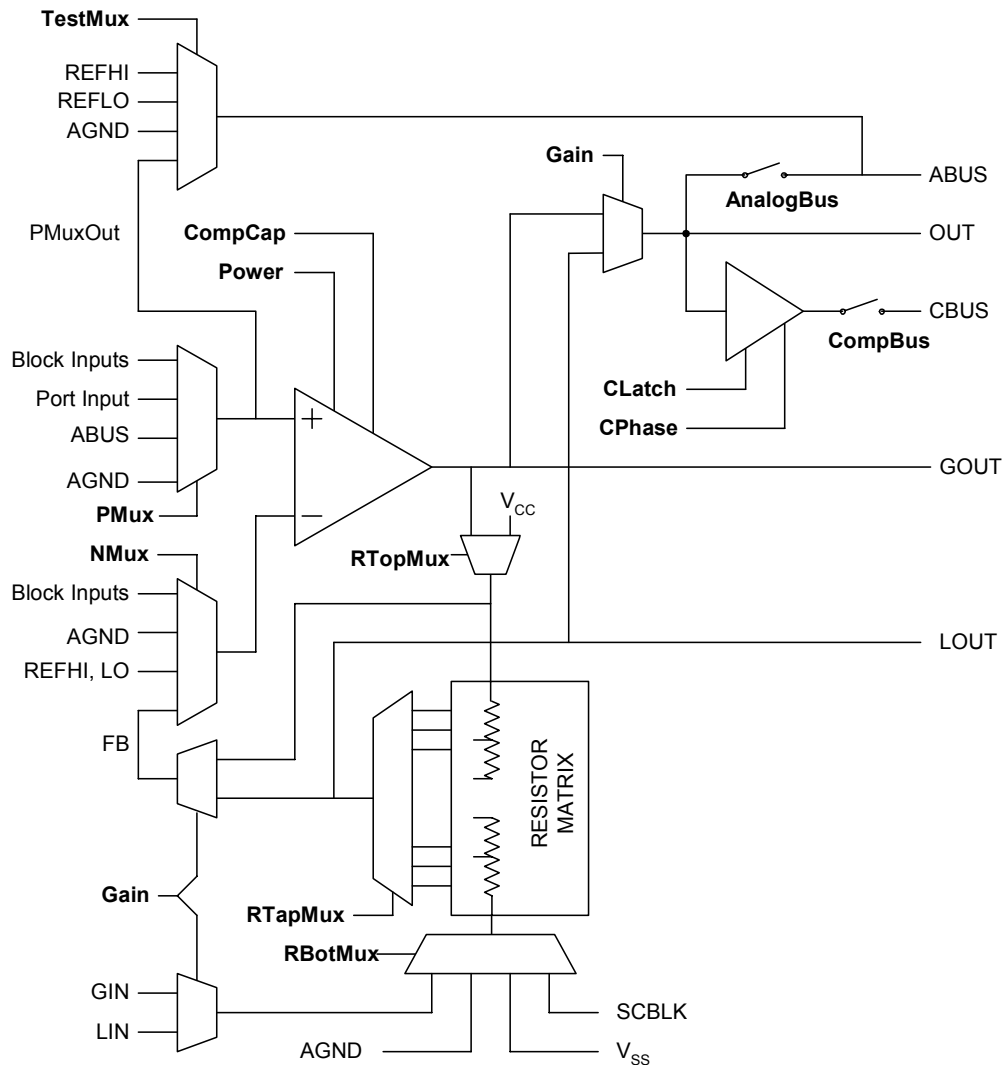 TestMux
REFHI
REFLO
AGND
PMuxOut
CompCap
Power
Gain
AnalogBus
ABUS
OUT
CBUS
CompBus
CLatch
CPhase
Block Inputs
Port Input
ABUS
AGND
PMux
+
−
GOUT
VCC
RTopMux
NMux
Block Inputs
AGND
REFHI, LO
FB
LOUT
RESISTOR
MATRIX
Gain
RTapMux
RBotMux
GIN
LIN
SCBLK
AGND
VSS